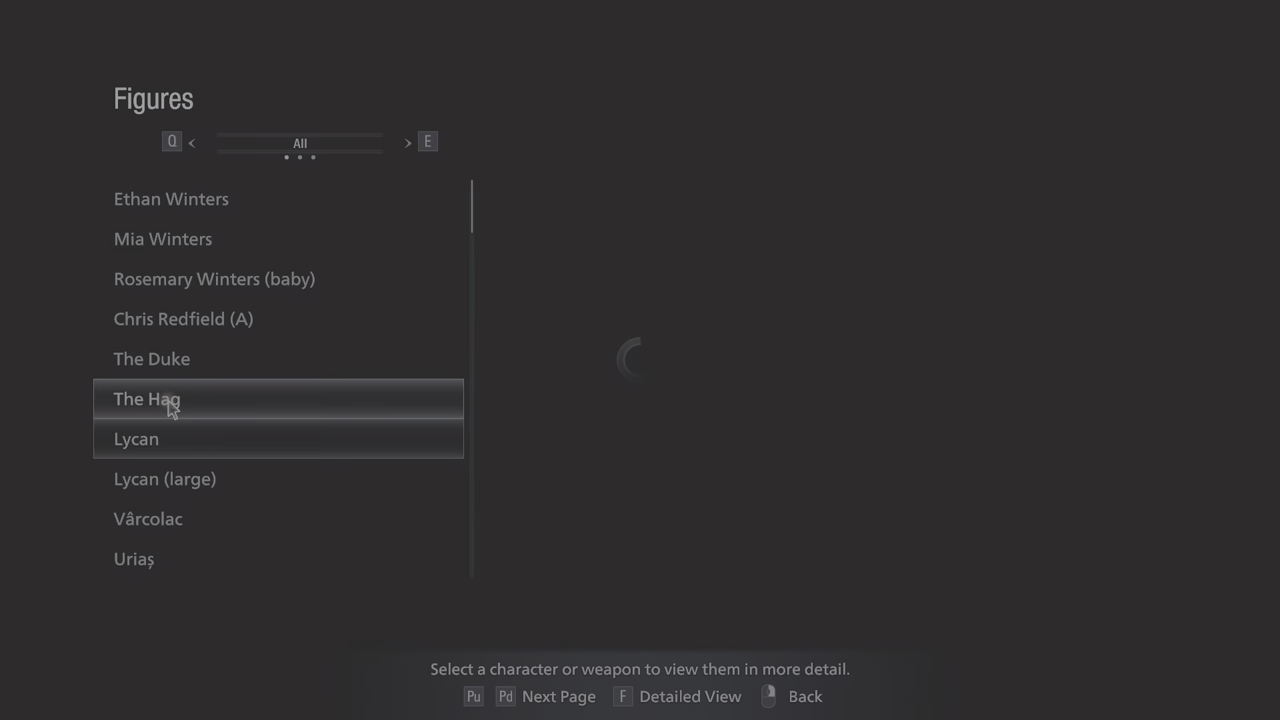 Figures
Q < All > E
Ethan Winters
Mia Winters
Rosemary Winters (baby)
Chris Redfield (A)
The Duke
The Hag
Lycan
Lycan (large)
Vârcolac
Uriaș
Select a character or weapon to view them in more detail.
Pu Pd Next Page F Detailed View Back